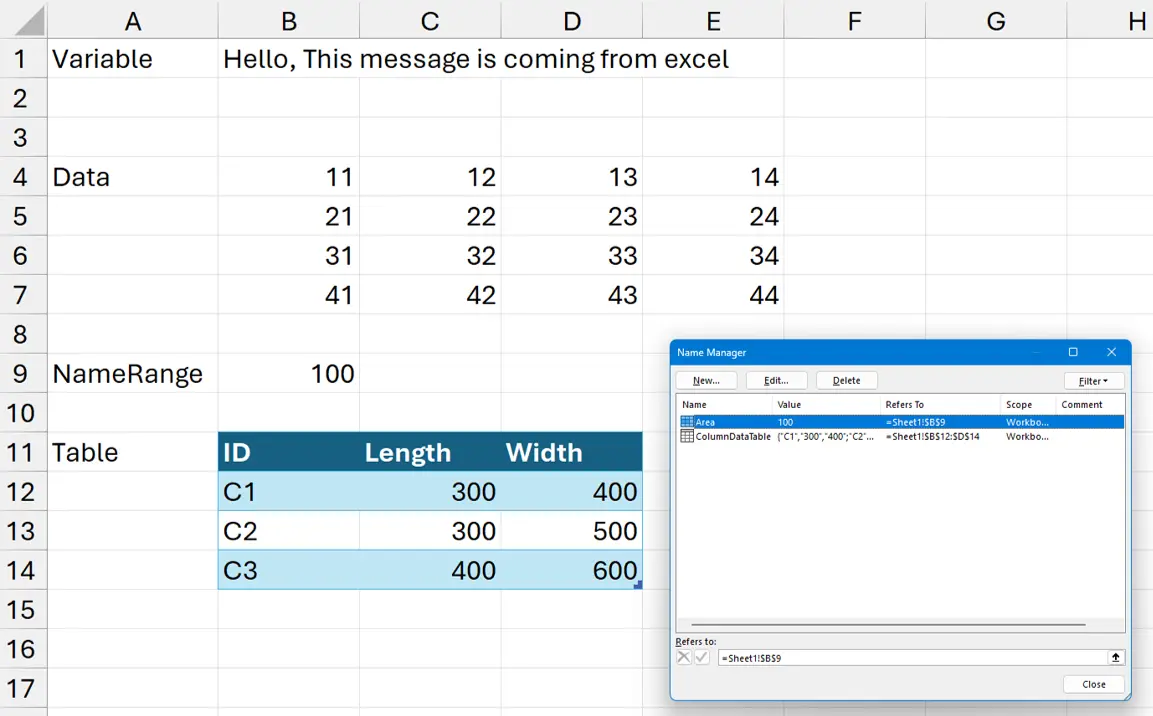 A B C D E F G H
1 Variable Hello, This message is coming from excel
2
3
4 Data 11 12 13 14
5 21 22 23 24
6 31 32 33 34
7 41 42 43 44
8
9 NameRange 100
10
11 Table ID Length Width
12 C1 300 400
13 C2 300 500
14 C3 400 600
15
16
17
Name Manager
New... Edit... Delete Filter
Name Value Refers To Scope Comment
Area 100 =Sheet1!$B$9 Workbo...
ColumnDataTable {"C1","300","400";"C2"... =Sheet1!$B$12:$D$14 Workbo...
Refers to:
=Sheet1!$B$9
Close